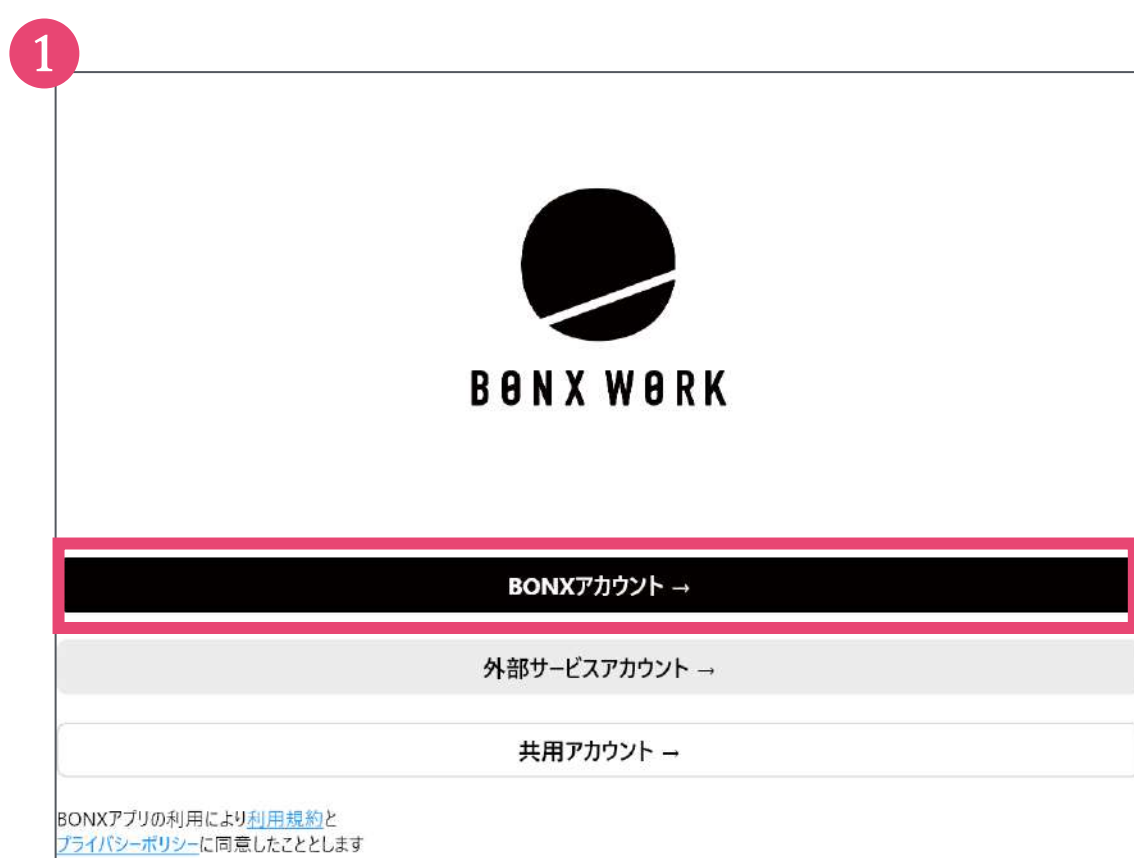 1
BONX WORK
BONXアカウント →
外部サービスアカウント →
共用アカウント →
BONXアプリの利用により利用規約と
プライバシーポリシーに同意したこととします